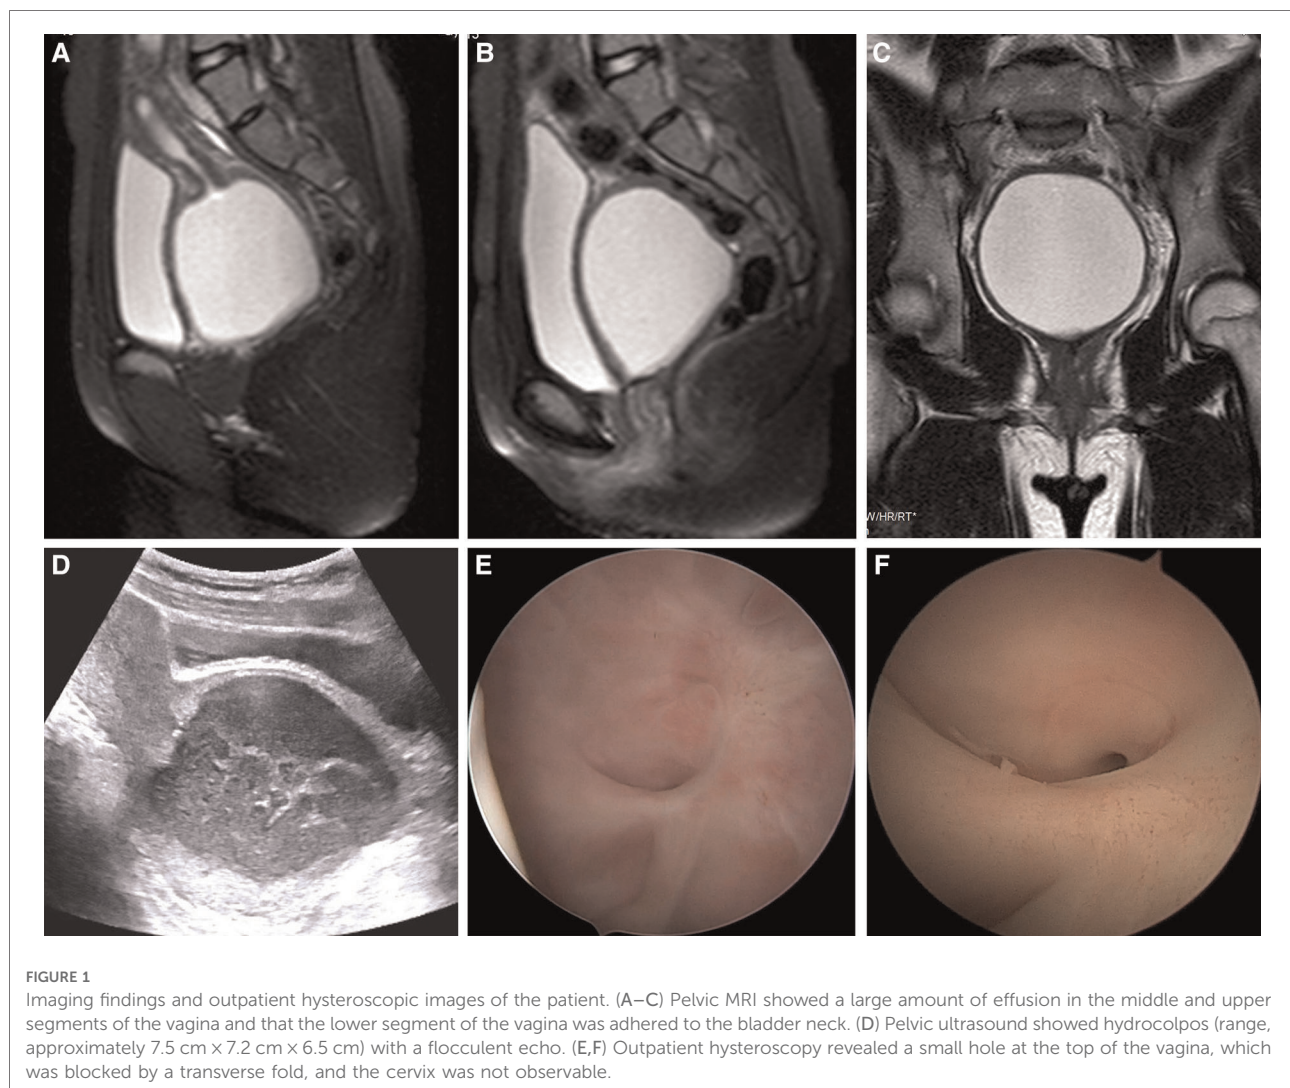 A
B
C
W/HR/RT*
D
E
F
FIGURE 1
Imaging findings and outpatient hysteroscopic images of the patient. (A–C) Pelvic MRI showed a large amount of effusion in the middle and upper
segments of the vagina and that the lower segment of the vagina was adhered to the bladder neck. (D) Pelvic ultrasound showed hydrocolpos (range,
approximately 7.5 cm × 7.2 cm × 6.5 cm) with a flocculent echo. (E,F) Outpatient hysteroscopy revealed a small hole at the top of the vagina, which
was blocked by a transverse fold, and the cervix was not observable.